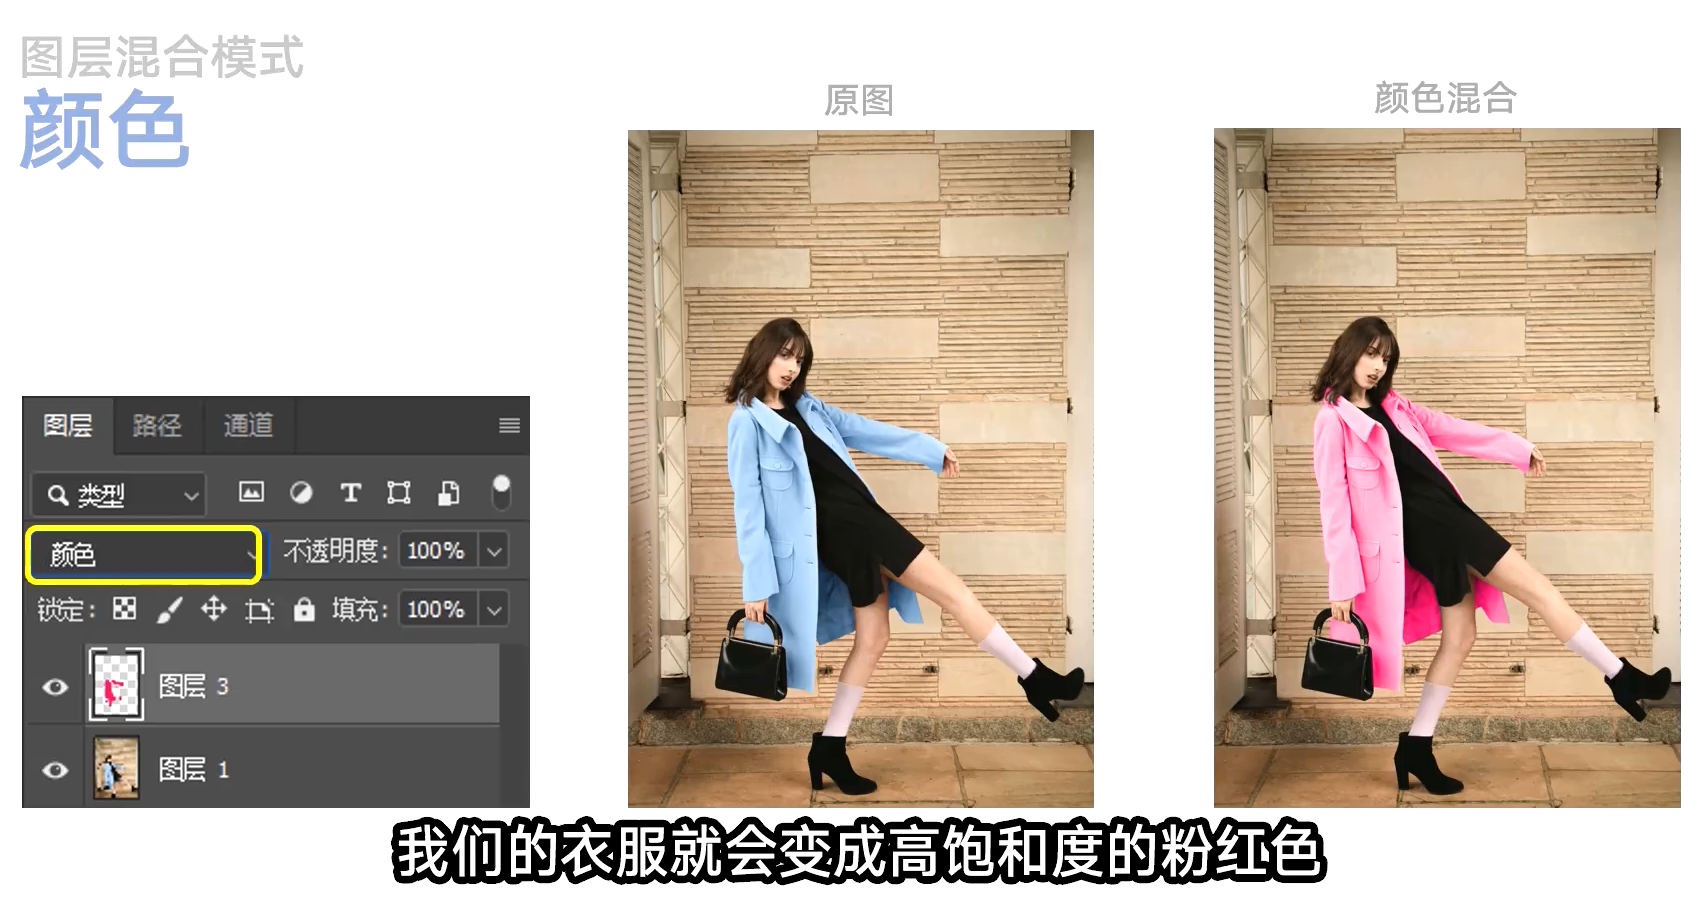 图层混合模式
颜色
原图
颜色混合
图层 路径 通道
类型
颜色 不透明度: 100%
锁定: 填充: 100%
图层 3
图层 1
我们的衣服就会变成高饱和度的粉红色